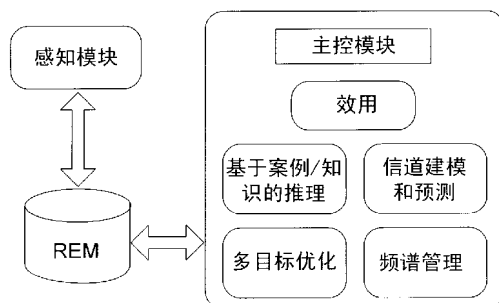 感知模块
主控模块
效用
基于案例/知
识的推理
信道建模
和预测
REM
多目标优化
频谱管理